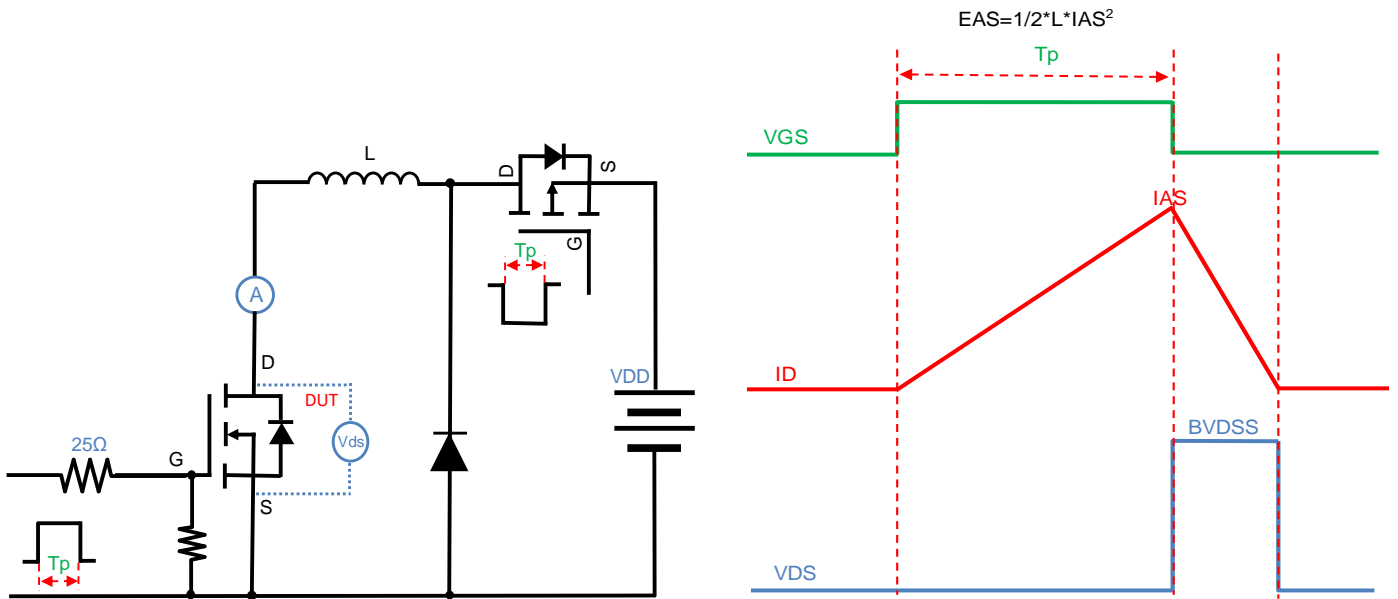 EAS=1/2*L*IAS²
Tp
VGS
L
D
S
G
Tp
IAS
A
D
VDD
DUT
ID
Vds
BVDSS
25Ω
G
S
Tp
VDS